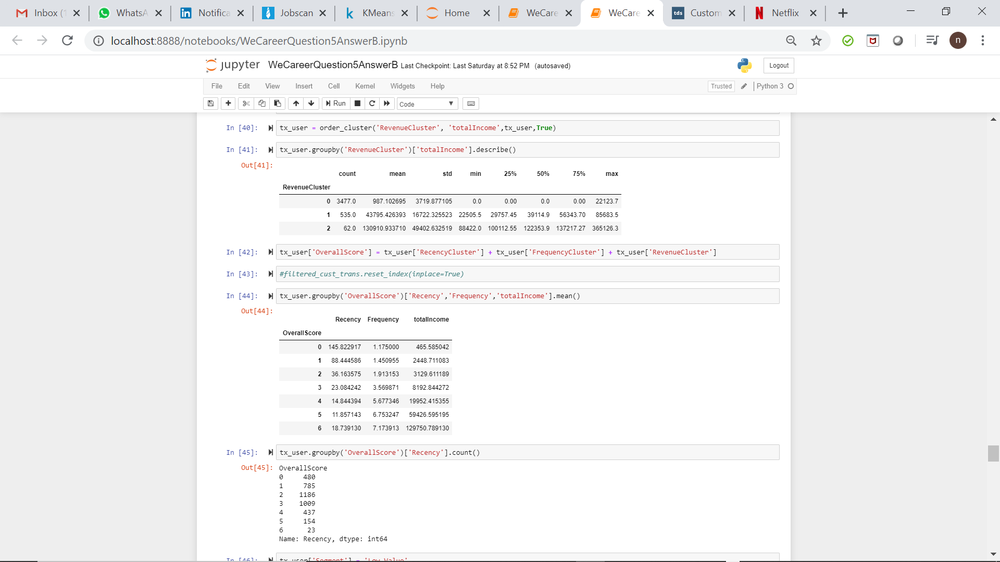 Inbox (1 WhatsA Notifica Jobscan KMeans Home WeCare WeCare tds Custom Netflix
localhost:8888/notebooks/WeCareerQuestion5AnswerB.ipynb n
jupyter WeCareerQuestion5AnswerB Last Checkpoint: Last Saturday at 8:52 PM (autosaved) Logout
File Edit View Insert Cell Kernel Widgets Help Trusted Python 3
Run Code
In [40]: tx_user = order_cluster('RevenueCluster', 'totalIncome',tx_user,True)
In [41]: tx_user.groupby('RevenueCluster')['totalIncome'].describe()
Out[41]:
count mean std min 25% 50% 75% max
RevenueCluster
0 3477.0 987.102695 3719.877105 0.0 0.00 0.0 0.00 22123.7
1 535.0 43795.426393 16722.325523 22505.5 29757.45 39114.9 56343.70 85683.5
2 62.0 130910.933710 49402.632519 88422.0 100112.55 122353.9 137217.27 365126.3
In [42]: tx_user['OverallScore'] = tx_user['RecencyCluster'] + tx_user['FrequencyCluster'] + tx_user['RevenueCluster']
In [43]: #filtered_cust_trans.reset_index(inplace=True)
In [44]: tx_user.groupby('OverallScore')['Recency','Frequency','totalIncome'].mean()
Out[44]:
Recency Frequency totalIncome
OverallScore
0 145.822917 1.175000 465.585042
1 88.444586 1.450955 2448.711083
2 36.163575 1.913153 3129.611189
3 23.084242 3.569871 8192.844272
4 14.844394 5.677346 19952.415355
5 11.857143 6.753247 59426.595195
6 18.739130 7.173913 129750.789130
In [45]: tx_user.groupby('OverallScore')['Recency'].count()
Out[45]: OverallScore
0 480
1 785
2 1186
3 1009
4 437
5 154
6 23
Name: Recency, dtype: int64
In [46]: tx_user['Segment'] = 'Low-Value'